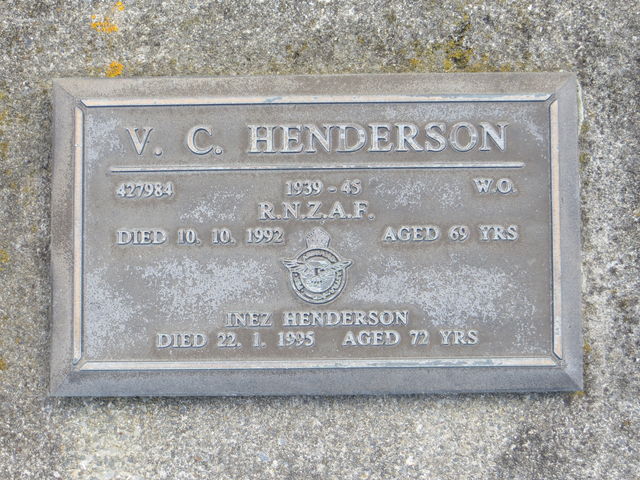 V. C. HENDERSON
427984 1939 - 45 W.O.
R.N.Z.A.F.
DIED 10. 10. 1992 AGED 69 YRS
INEZ HENDERSON
DIED 22. 1. 1995 AGED 72 YRS